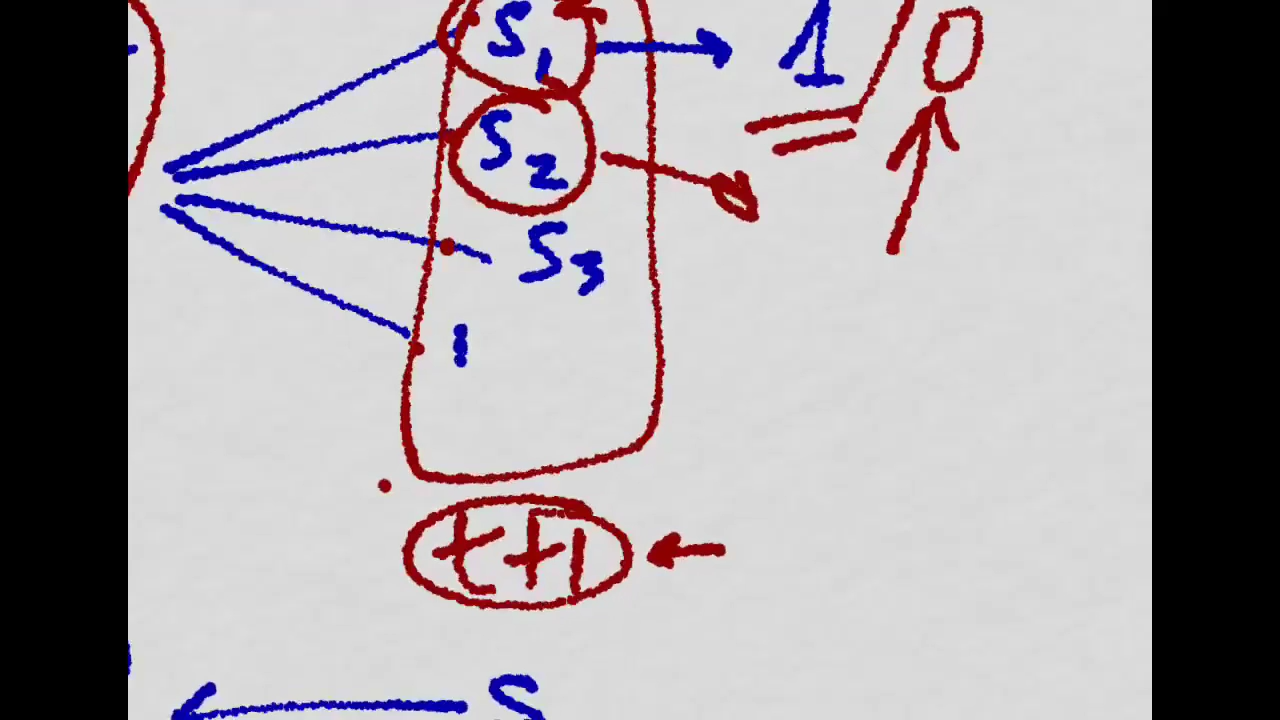 S1 → 1/0
S2 →
S3
t+1 ←
← S